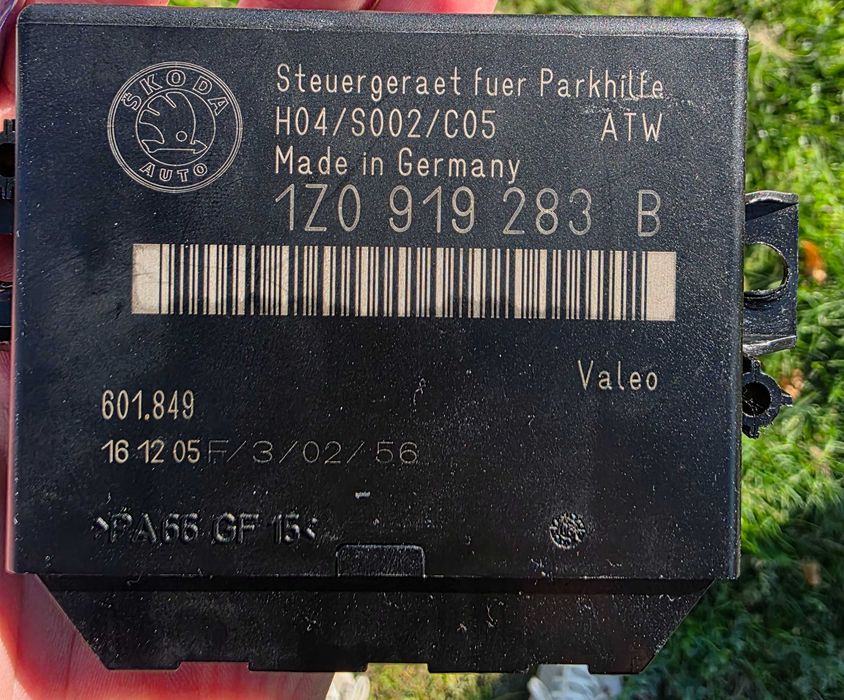 ŠKODA
AUTO
Steuergeraet fuer Parkhilfe
H04/S002/C05 ATW
Made in Germany
1Z0 919 283 B
Valeo
601.849
16 12 05 F/3/02/56
>PA66 GF 15<